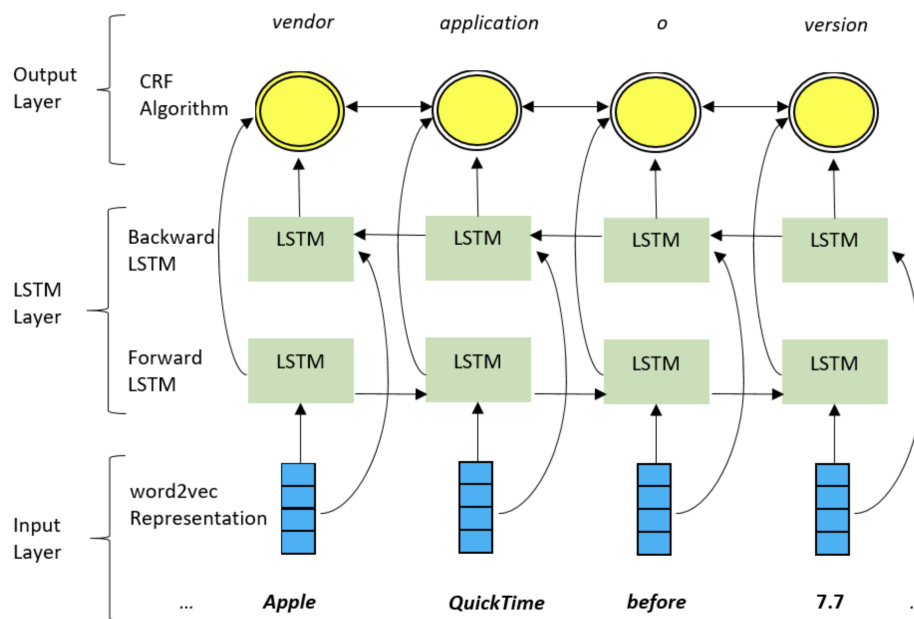 vendor application o version
Output
Layer
CRF
Algorithm
Backward
LSTM
LSTM LSTM LSTM LSTM
LSTM
Layer
Forward
LSTM
LSTM LSTM LSTM LSTM
word2vec
Representation
Input
Layer
... Apple QuickTime before 7.7 .